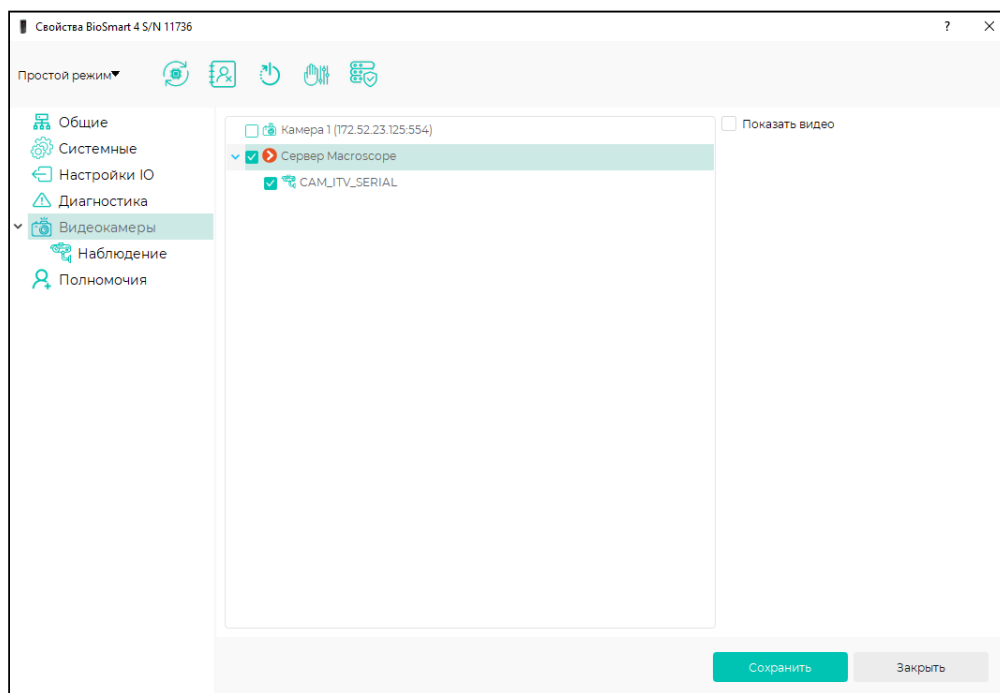 Свойства BioSmart 4 S/N 11736
?
Простой режим
Общие
Системные
Настройки IO
Диагностика
Видеокамеры
Наблюдение
Полномочия
Камера 1 (172.52.23.125:554)
Сервер Macroscope
CAM_ITV_SERIAL
Показать видео
Сохранить
Закрыть